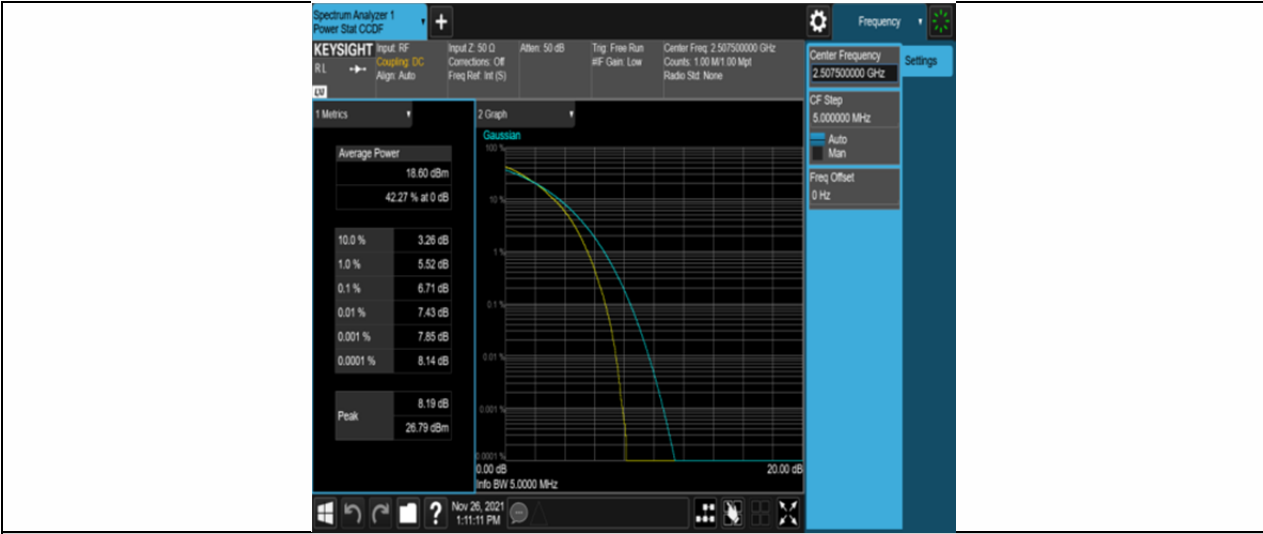 Spectrum Analyzer 1
Power Stat CCDF
Frequency
KEYSIGHT
RL
LV
Input: RF
Coupling: DC
Align: Auto
Input Z: 50 Ω
Corrections: Off
Freq Ref: Int (S)
Atten: 50 dB
Trig: Free Run
#IF Gain: Low
Center Freq: 2.507500000 GHz
Counts: 1.00 M/1.00 Mpt
Radio Std: None
Center Frequency
2.507500000 GHz
Settings
CF Step
5.000000 MHz
Auto
Man
Freq Offset
0 Hz
1 Metrics
Average Power
18.60 dBm
42.27 % at 0 dB
10.0 % 3.26 dB
1.0 % 5.52 dB
0.1 % 6.71 dB
0.01 % 7.43 dB
0.001 % 7.85 dB
0.0001 % 8.14 dB
Peak
8.19 dB
26.79 dBm
2 Graph
Gaussian
100 %
10 %
1 %
0.1 %
0.01 %
0.001 %
0.0001 %
0.00 dB 20.00 dB
Info BW 5.0000 MHz
?
Nov 26, 2021
1:11:11 PM